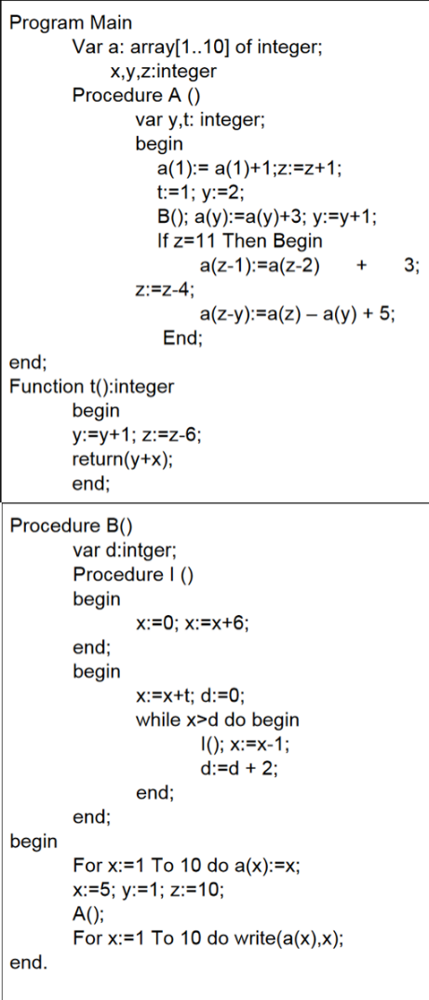 Program Main
Var a: array[1..10] of integer;
x,y,z:integer
Procedure A ()
var y,t: integer;
begin
a(1):= a(1)+1;z:=z+1;
t:=1; y:=2;
B(); a(y):=a(y)+3; y:=y+1;
If z=11 Then Begin
a(z-1):=a(z-2) + 3;
z:=z-4;
a(z-y):=a(z) – a(y) + 5;
End;
end;
Function t():integer
begin
y:=y+1; z:=z-6;
return(y+x);
end;
Procedure B()
var d:intger;
Procedure I ()
begin
x:=0; x:=x+6;
end;
begin
x:=x+t; d:=0;
while x>d do begin
I(); x:=x-1;
d:=d + 2;
end;
end;
begin
For x:=1 To 10 do a(x):=x;
x:=5; y:=1; z:=10;
A();
For x:=1 To 10 do write(a(x),x);
end.